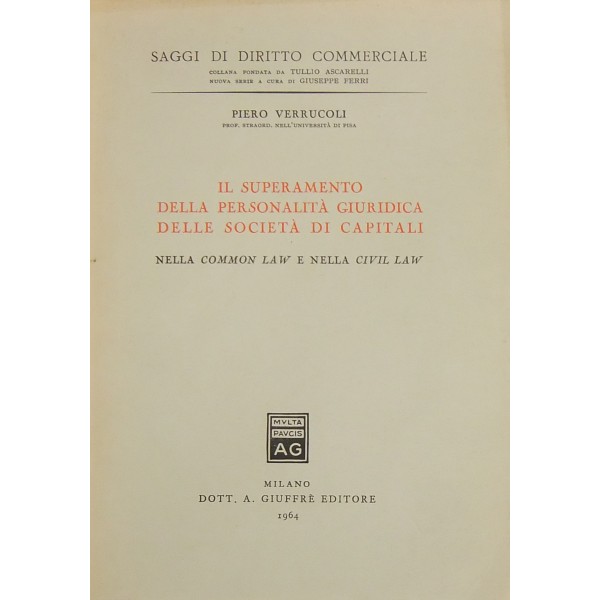 SAGGI DI DIRITTO COMMERCIALE
COLLANA FONDATA DA TULLIO ASCARELLI
NUOVA SERIE A CURA DI GIUSEPPE FERRI
PIERO VERRUCOLI
PROF. STRAORD. NELL'UNIVERSITÀ DI PISA
IL SUPERAMENTO
DELLA PERSONALITÀ GIURIDICA
DELLE SOCIETÀ DI CAPITALI
NELLA COMMON LAW E NELLA CIVIL LAW
MVLTA
PAVCIS
AG
MILANO
DOTT. A. GIUFFRÈ EDITORE
1964